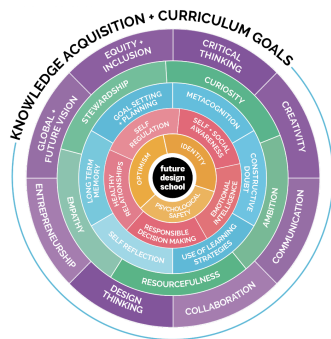 KNOWLEDGE ACQUISITION + CURRICULUM GOALS
EQUITY +
INCLUSION
CRITICAL
THINKING
CREATIVITY
COMMUNICATION
COLLABORATION
DESIGN
THINKING
ENTREPRENEURSHIP
GLOBAL +
FUTURE VISION
STEWARDSHIP
CURIOSITY
AMBITION
RESOURCEFULNESS
EMPATHY
GOAL SETTING
+ PLANNING
METACOGNITION
CONSTRUCTIVE
DOUBT
USE OF LEARNING
STRATEGIES
SELF REFLECTION
LONG TERM
MEMORY
SELF
REGULATION
SELF + SOCIAL
AWARENESS
EMOTIONAL
INTELLIGENCE
RESPONSIBLE
DECISION MAKING
HEALTHY
RELATIONSHIPS
OPTIMISM
IDENTITY
PSYCHOLOGICAL
SAFETY
future
design
school